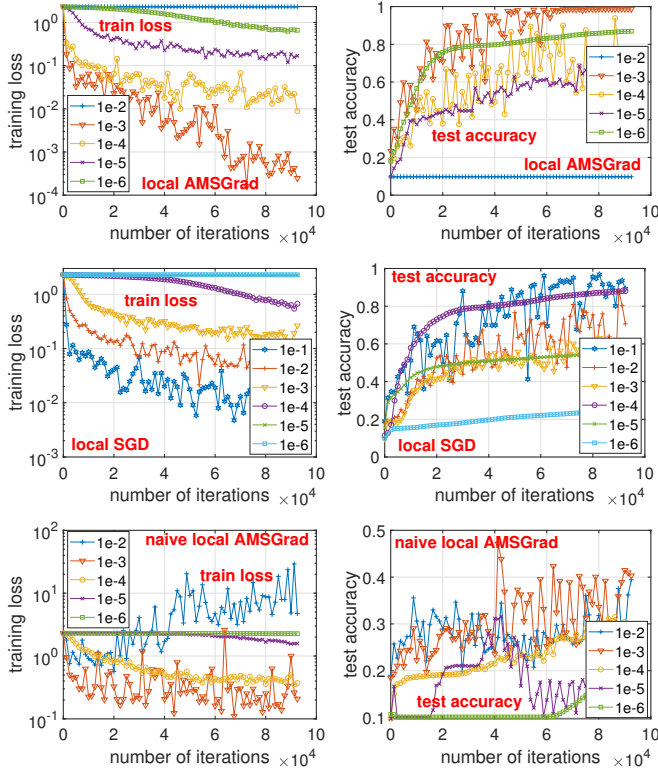 train loss
10^0
10^-1
10^-2
10^-3
10^-4
training loss
1e-2
1e-3
1e-4
1e-5
1e-6
local AMSGrad
0 2 4 6 8 10
number of iterations ×10^4
1
0.8
0.6
0.4
0.2
0
test accuracy
1e-2
1e-3
1e-4
1e-5
1e-6
test accuracy
local AMSGrad
0 2 4 6 8 10
number of iterations ×10^4
train loss
10^0
10^-1
10^-2
10^-3
training loss
1e-1
1e-2
1e-3
1e-4
1e-5
1e-6
local SGD
0 2 4 6 8 10
number of iterations ×10^4
test accuracy
1
0.8
0.6
0.4
0.2
0
test accuracy
1e-1
1e-2
1e-3
1e-4
1e-5
1e-6
local SGD
0 2 4 6 8 10
number of iterations ×10^4
naive local AMSGrad
train loss
10^2
10^1
10^0
10^-1
training loss
1e-2
1e-3
1e-4
1e-5
1e-6
0 2 4 6 8 10
number of iterations ×10^4
naive local AMSGrad
0.5
0.4
0.3
0.2
0.1
test accuracy
1e-2
1e-3
1e-4
1e-5
1e-6
test accuracy
0 2 4 6 8 10
number of iterations ×10^4